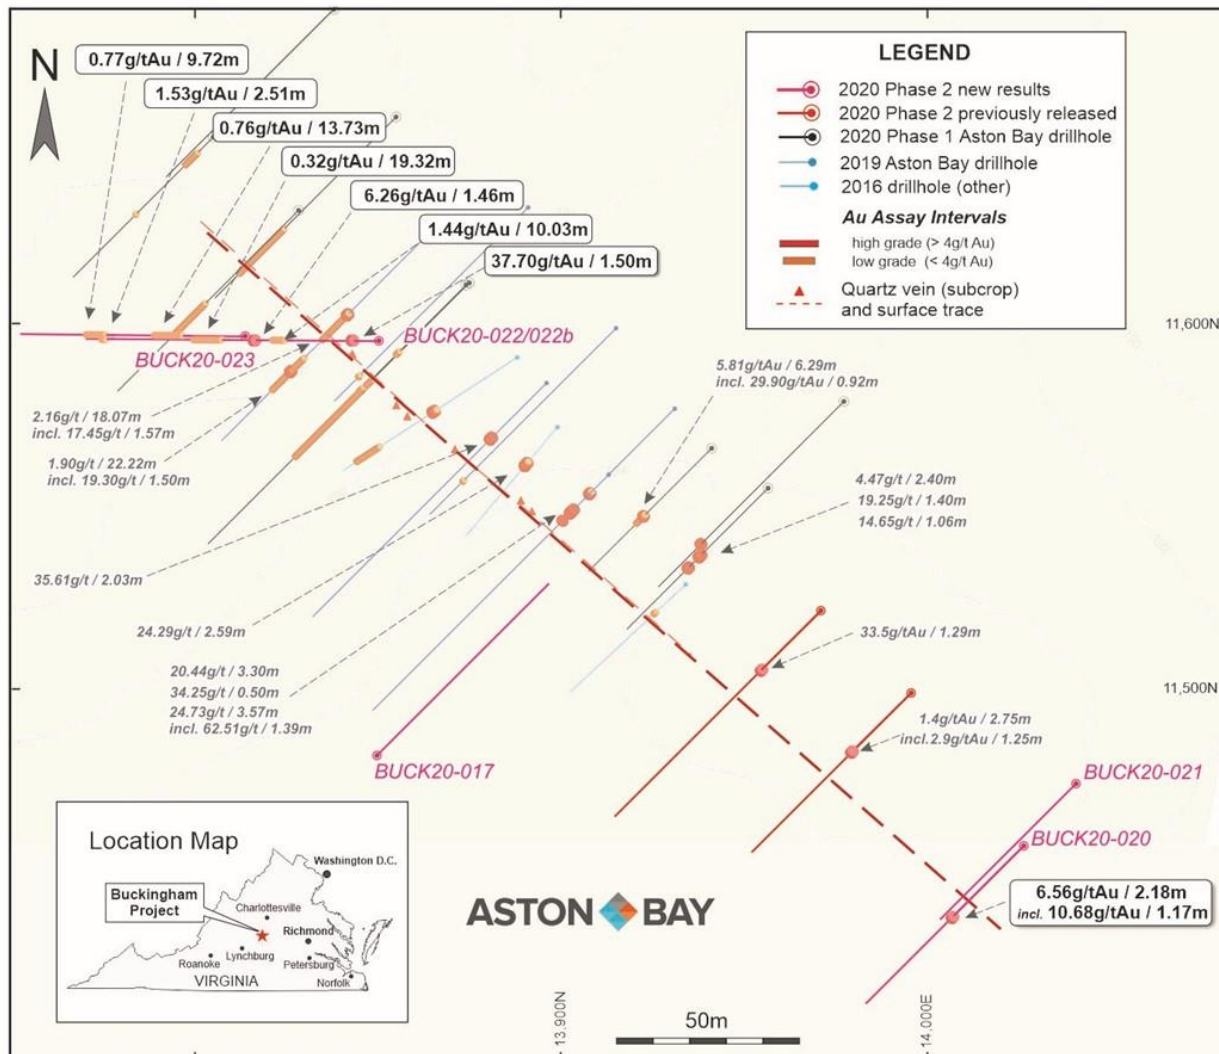 N
0.77g/tAu / 9.72m
1.53g/tAu / 2.51m
0.76g/tAu / 13.73m
0.32g/tAu / 19.32m
6.26g/tAu / 1.46m
1.44g/tAu / 10.03m
37.70g/tAu / 1.50m
LEGEND
2020 Phase 2 new results
2020 Phase 2 previously released
2020 Phase 1 Aston Bay drillhole
2019 Aston Bay drillhole
2016 drillhole (other)
Au Assay Intervals
high grade (> 4g/t Au)
low grade (< 4g/t Au)
Quartz vein (subcrop)
and surface trace
11,600N
BUCK20-022/022b
BUCK20-023
5.81g/tAu / 6.29m
incl. 29.90g/tAu / 0.92m
2.16g/t / 18.07m
incl. 17.45g/t / 1.57m
1.90g/t / 22.22m
incl. 19.30g/t / 1.50m
4.47g/t / 2.40m
19.25g/t / 1.40m
14.65g/t / 1.06m
35.61g/t / 2.03m
24.29g/t / 2.59m
33.5g/tAu / 1.29m
20.44g/t / 3.30m
34.25g/t / 0.50m
24.73g/t / 3.57m
incl. 62.51g/t / 1.39m
11,500N
1.4g/tAu / 2.75m
incl.2.9g/tAu / 1.25m
BUCK20-017
BUCK20-021
BUCK20-020
6.56g/tAu / 2.18m
incl. 10.68g/tAu / 1.17m
Location Map
Washington D.C.
Buckingham
Project
Charlottesville
Richmond
Lynchburg
Roanoke
Petersburg
VIRGINIA
Norfolk
ASTON BAY
13,900N
14,000E
50m